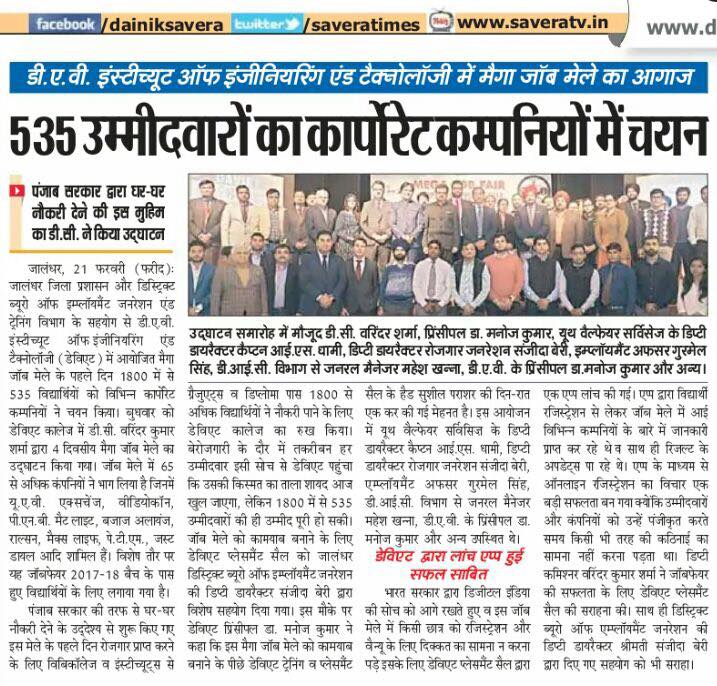 facebook /dainiksavera twitter /saveratimes www.saveratv.in
www.d
डी.ए.वी. इंस्टीच्यूट ऑफ इंजीनियरिंग एंड टैक्नोलॉजी में मैगा जॉब मेले का आगाज
535 उम्मीदवारों का कार्पोरेट कम्पनियों में चयन
पंजाब सरकार द्वारा घर-घर
नौकरी देने की इस मुहिम
का डी.सी. ने किया उद्घाटन
जालंधर, 21 फरवरी (फरीद):
जालंधर जिला प्रशासन और डिस्ट्रिक्ट
ब्यूरो ऑफ इम्प्लॉयमैंट जनरेशन एंड
ट्रेनिंग विभाग के सहयोग से डी.ए.वी.
इंस्टीच्यूट ऑफ इंजीनियरिंग एंड
टैक्नोलॉजी (डेविएट) में आयोजित मैगा
जॉब मेले के पहले दिन 1800 में से
535 विद्यार्थियों को विभिन्न कार्पोरेट
कम्पनियों ने चयन किया। बुधवार को
डेविएट कालेज में डी.सी. वरिंदर कुमार
शर्मा द्वारा 4 दिवसीय मैगा जॉब मेले का
उद्घाटन किया गया। जॉब मेले में 65
से अधिक कंपनियों ने भाग लिया है जिनमें
यू.ए.वी. एक्सचेंज, वीडियोकॉन,
पी.एन.बी. मैट लाइट, बजाज अलायंज,
राल्सन, मैक्स लाइफ, पे.टी.एम., जस्ट
डायल आदि शामिल हैं। विशेष तौर पर
यह जॉबफेयर 2017-18 बैच के पास
हुए विद्यार्थियों के लिए लगाया गया है।
पंजाब सरकार की तरफ से घर-घर
नौकरी देने के उद्देश्य से शुरू किए गए
इस मेले के पहले दिन रोजगार प्राप्त करने
के लिए विबिकॉलेज व इंस्टीच्यूट्स से
MEGA JOB FAIR
उद्घाटन समारोह में मौजूद डी.सी. वरिंदर शर्मा, प्रिंसीपल डा. मनोज कुमार, यूथ वैल्फेयर सर्विसिज के डिप्टी
डायरैक्टर कैप्टन आई.एस. धामी, डिप्टी डायरैक्टर रोजगार जनरेशन संजीदा बेरी, इम्प्लॉयमैंट अफसर गुरमेल
सिंह, डी.आई.सी. विभाग से जनरल मैनेजर महेश खन्ना, डी.ए.वी. के प्रिंसीपल डा.मनोज कुमार और अन्य।
ग्रैजुएट्स व डिप्लोमा पास 1800 से
अधिक विद्यार्थियों ने नौकरी पाने के लिए
डेविएट कालेज का रुख किया।
बेरोजगारी के दौर में तकरीबन हर
उम्मीदवार इसी सोच से डेविएट पहुंचा
कि उसकी किस्मत का ताला शायद आज
खुल जाएगा, लेकिन 1800 में से 535
उम्मीदवारों की ही उम्मीद पूरी हो सकी।
जॉब मेले को कामयाब बनाने के लिए
डेविएट प्लेसमैंट सैल को जालंधर
डिस्ट्रिक्ट ब्यूरो ऑफ इम्प्लॉयमैंट जनरेशन
की डिप्टी डायरैक्टर संजीदा बेरी द्वारा
विशेष सहयोग दिया गया। इस मौके पर
डेविएट प्रिंसीपल डा. मनोज कुमार ने
कहा कि इस मैगा जॉब मेले को कामयाब
बनाने के पीछे डेविएट ट्रेनिंग व प्लेसमैंट
सैल के हैड सुशील पराशर की दिन-रात
एक कर की गई मेहनत है। इस आयोजन
में यूथ वैल्फेयर सर्विसिज के डिप्टी
डायरैक्टर कैप्टन आई.एस. धामी, डिप्टी
डायरैक्टर रोजगार जनरेशन संजीदा बेरी,
एम्प्लॉयमैंट अफसर गुरमेल सिंह,
डी.आई.सी. विभाग से जनरल मैनेजर
महेश खन्ना, डी.ए.वी. के प्रिंसीपल डा.
मनोज कुमार और अन्य उपस्थित थे।
डेविएट द्वारा लांच एप्प हुई
सफल साबित
भारत सरकार द्वारा डिजीटल इंडिया
की सोच को आगे रखते हुए व इस जॉब
मेले में किसी छात्र को रजिस्ट्रेशन और
वैन्यू के लिए दिक्कत का सामना न करना
पड़े इसके लिए डेविएट प्लेसमैंट सैल द्वारा
एक एप्प लांच की गई। एप्प द्वारा विद्यार्थी
रजिस्ट्रेशन से लेकर जॉब मेले में आई
विभिन्न कम्पनियों के बारे में जानकारी
प्राप्त कर रहे थे व साथ ही रिजल्ट के
अपडेट्स पा रहे थे। एप्प के माध्यम से
ऑनलाइन रजिस्ट्रेशन का विचार एक
बड़ी सफलता बन गया क्योंकि उम्मीदवारों
और कंपनियों को उन्हें पंजीकृत करते
समय किसी भी तरह की कठिनाई का
सामना नहीं करना पड़ता था। डिप्टी
कमिश्नर वरिंदर कुमार शर्मा ने जॉबफेयर
की सफलता के लिए डेविएट प्लेसमैंट
सैल की सराहना की। साथ ही डिस्ट्रिक्ट
ब्यूरो ऑफ एम्प्लॉयमैंट जनरेशन की
डिप्टी डायरैक्टर श्रीमती संजीदा बेरी
द्वारा दिए गए सहयोग को भी सराहा।